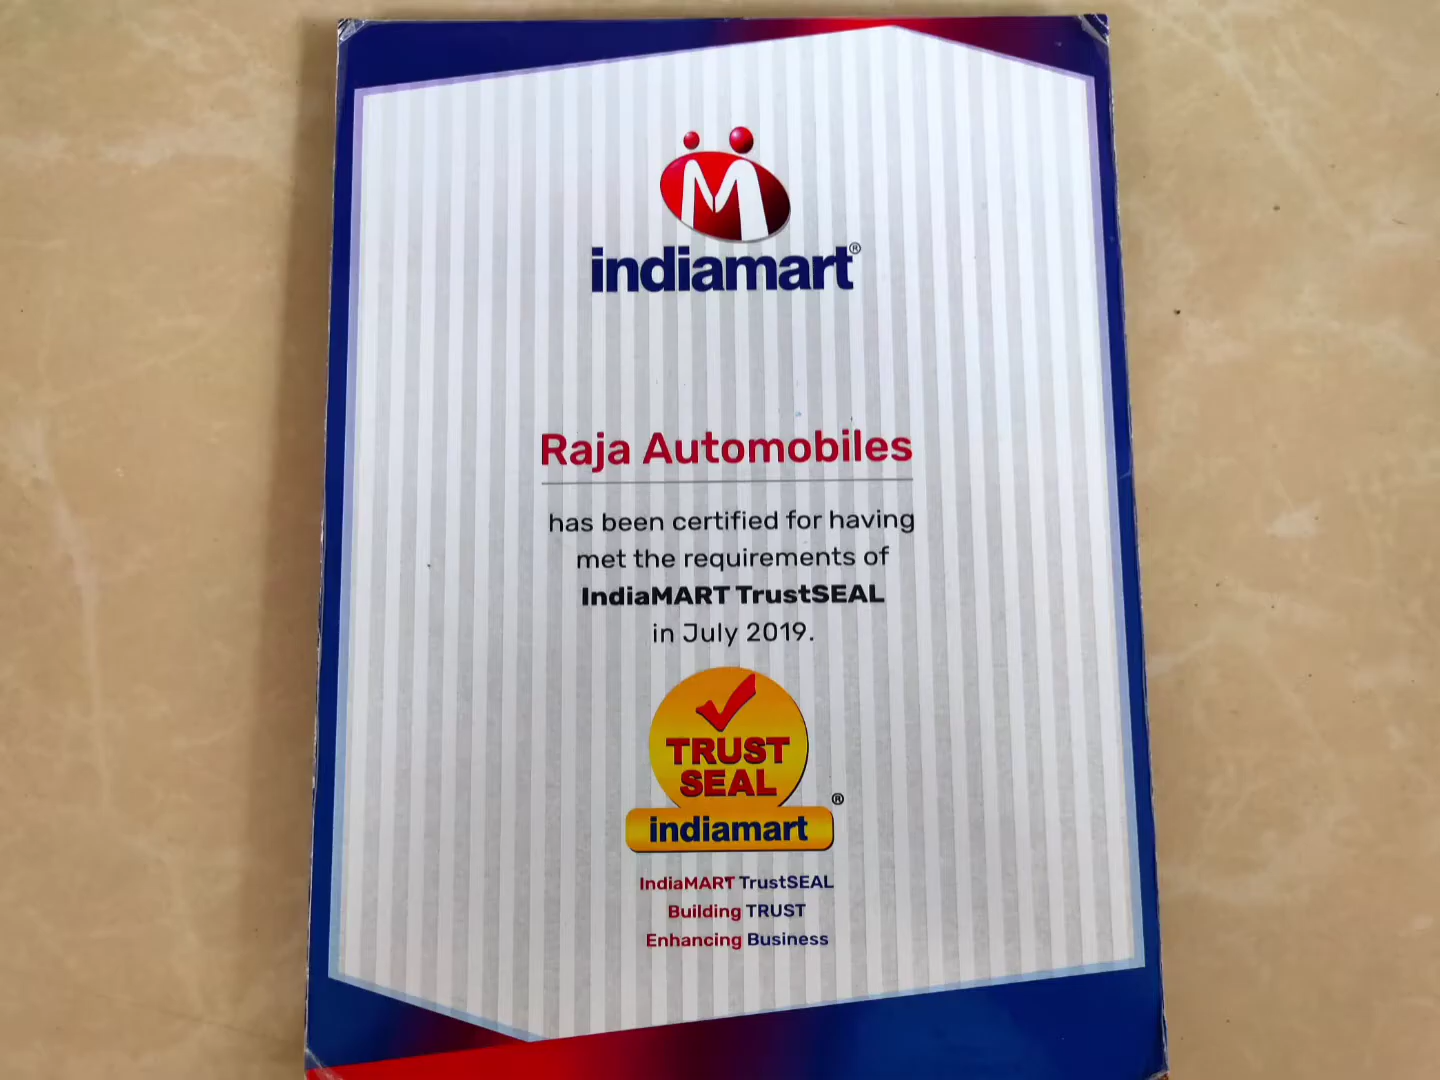 indiamart®
Raja Automobiles
has been certified for having
met the requirements of
IndiaMART TrustSEAL
in July 2019.
TRUST
SEAL
indiamart
®
IndiaMART TrustSEAL
Building TRUST
Enhancing Business